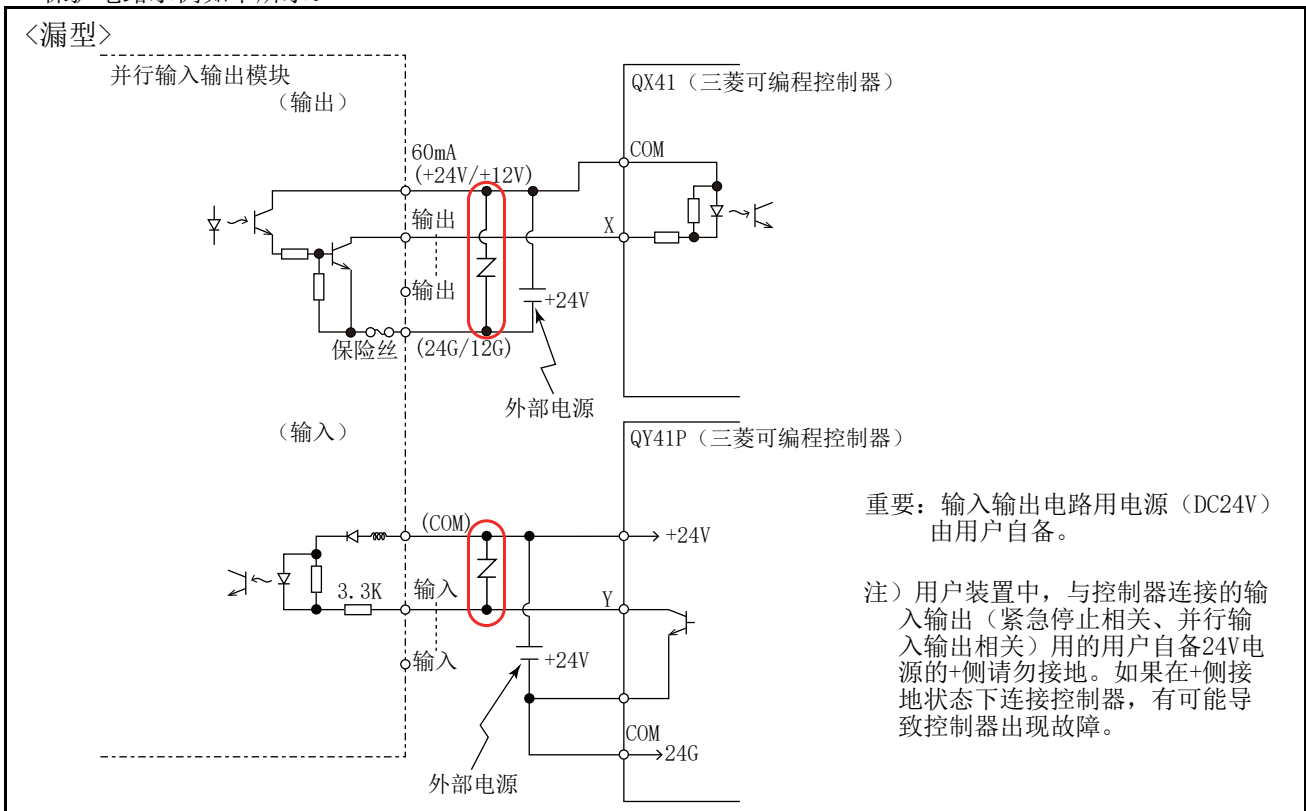 <漏型>
并行输入输出模块
（输出）
QX41（三菱可编程控制器）
60mA
(+24V/+12V)
COM
输出
X
输出
+24V
保险丝
(24G/12G)
外部电源
（输入）
QY41P（三菱可编程控制器）
(COM)
+24V
3.3K
输入
Y
输入
+24V
COM
24G
外部电源
重要：输入输出电路用电源（DC24V）
由用户自备。
注）用户装置中，与控制器连接的输
入输出（紧急停止相关、并行输
入输出相关）用的用户自备24V电
源的+侧请勿接地。如果在+侧接
地状态下连接控制器，有可能导
致控制器出现故障。